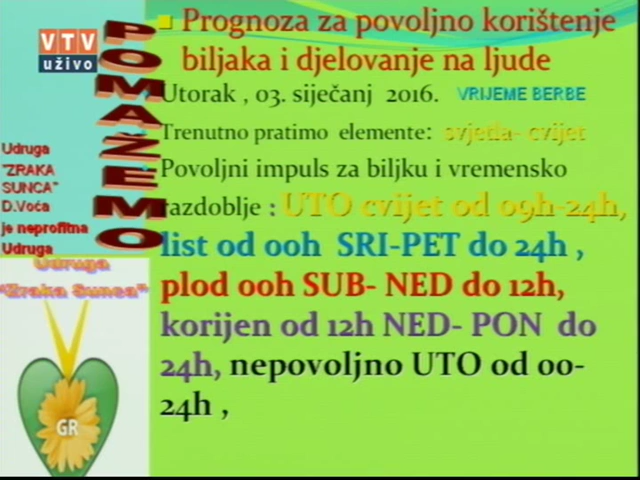 VTV
uživo
POMAŽEMO
Udruga
"ZRAKA
SUNCA"
D.Voća
je neprofitna
Udruga
Udruga
"Zraka Sunca"
GR
Prognoza za povoljno korištenje
biljaka i djelovanje na ljude
Utorak , 03. siječanj 2016. VRIJEME BERBE
Trenutno pratimo elemente: svjetla- cvijet
Povoljni impuls za biljku i vremensko
razdoblje : UTO cvijet od 09h-24h,
list od 00h SRI-PET do 24h ,
plod 00h SUB- NED do 12h,
korijen od 12h NED- PON do
24h, nepovoljno UTO od 00-
24h ,